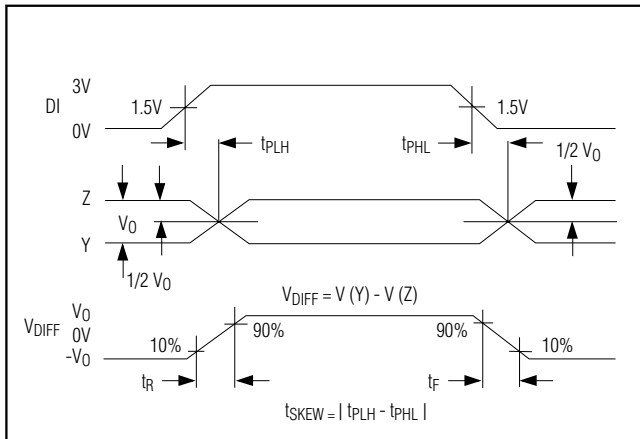 3V
DI
1.5V
1.5V
0V
tPLH
tPHL
1/2 VO
Z
VO
Y
1/2 VO
VDIFF = V (Y) - V (Z)
VO
VDIFF
0V
-VO
10%
90%
90%
10%
tR
tF
tSKEW = | tPLH - tPHL |